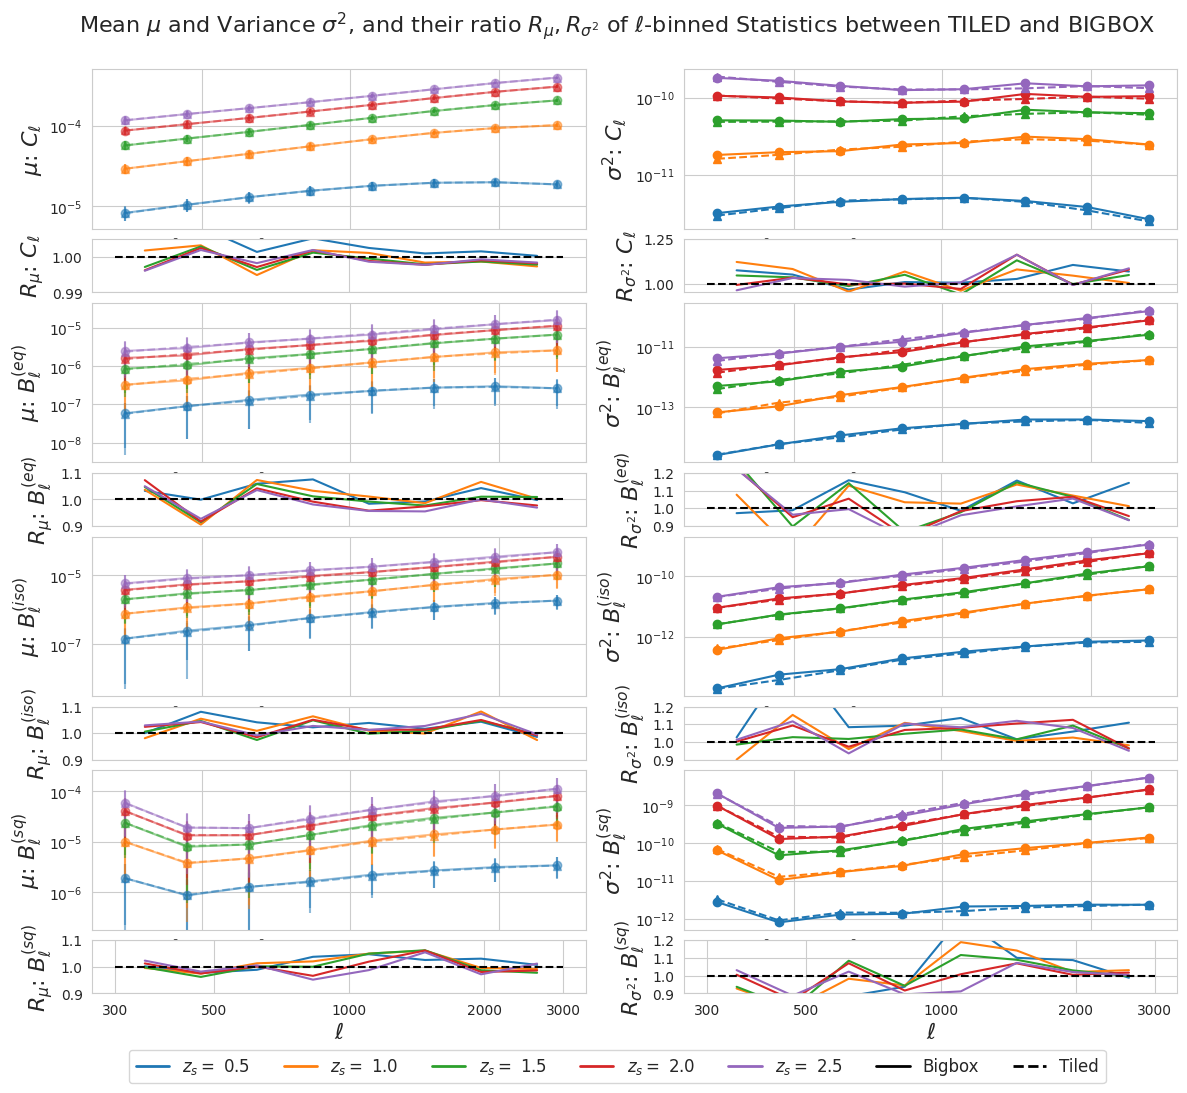 Mean μ and Variance σ², and their ratio R_μ, R_σ² of ℓ-binned Statistics between TILED and BIGBOX
μ: C_ℓ
10⁻⁴
10⁻⁵
σ²: C_ℓ
10⁻¹⁰
10⁻¹¹
R_μ: C_ℓ
1.00
0.99
R_σ²: C_ℓ
1.25
1.00
μ: B_ℓ^(eq)
10⁻⁵
10⁻⁶
10⁻⁷
10⁻⁸
σ²: B_ℓ^(eq)
10⁻¹¹
10⁻¹³
R_μ: B_ℓ^(eq)
1.1
1.0
0.9
R_σ²: B_ℓ^(eq)
1.2
1.1
1.0
0.9
μ: B_ℓ^(iso)
10⁻⁵
10⁻⁷
σ²: B_ℓ^(iso)
10⁻¹⁰
10⁻¹²
R_μ: B_ℓ^(iso)
1.1
1.0
0.9
R_σ²: B_ℓ^(iso)
1.2
1.1
1.0
0.9
μ: B_ℓ^(sq)
10⁻⁴
10⁻⁵
10⁻⁶
σ²: B_ℓ^(sq)
10⁻⁹
10⁻¹⁰
10⁻¹¹
10⁻¹²
R_μ: B_ℓ^(sq)
1.1
1.0
0.9
R_σ²: B_ℓ^(sq)
1.2
1.1
1.0
0.9
300 500 1000 2000 3000
ℓ
300 500 1000 2000 3000
ℓ
z_s = 0.5 z_s = 1.0 z_s = 1.5 z_s = 2.0 z_s = 2.5 Bigbox Tiled